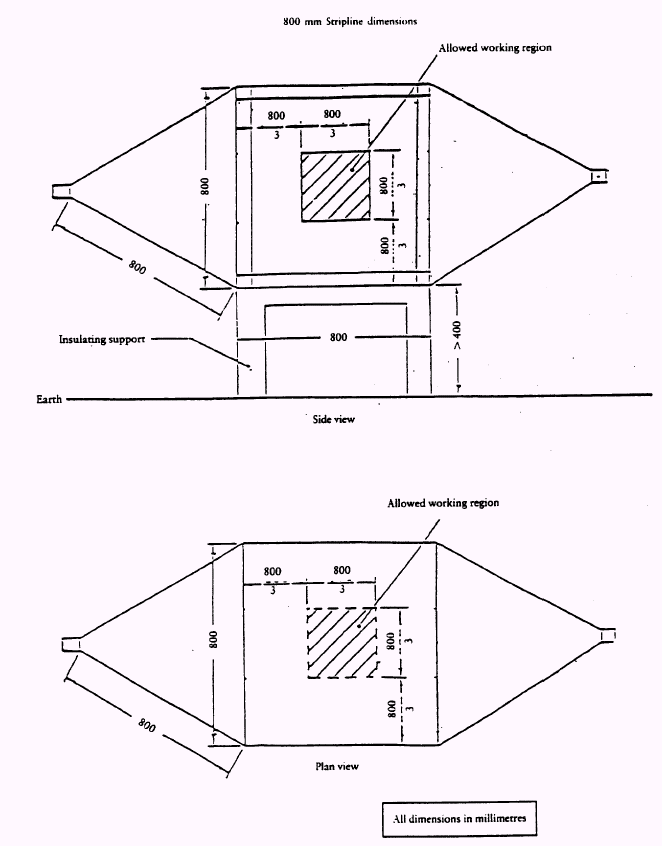 800 mm Stripline dimensions
Allowed working region
800
3
800
3
800
800
3
800
3
800
Insulating support
800
> 400
Earth
Side view
Allowed working region
800
3
800
3
800
800
3
800
3
800
Plan view
All dimensions in millimetres